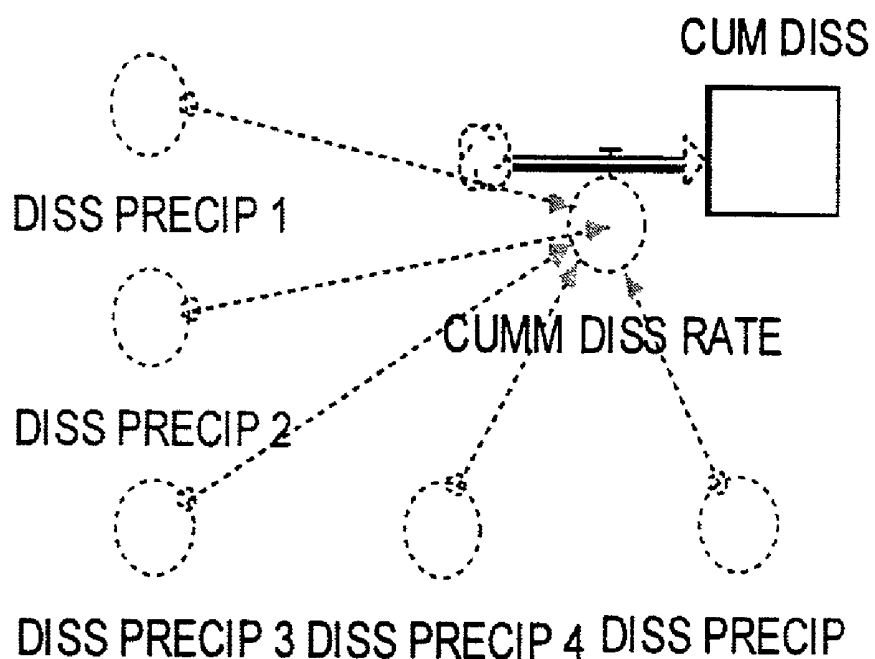 CUM DISS
DISS PRECIP 1
CUMM DISS RATE
DISS PRECIP 2
DISS PRECIP 3
DISS PRECIP 4
DISS PRECIP